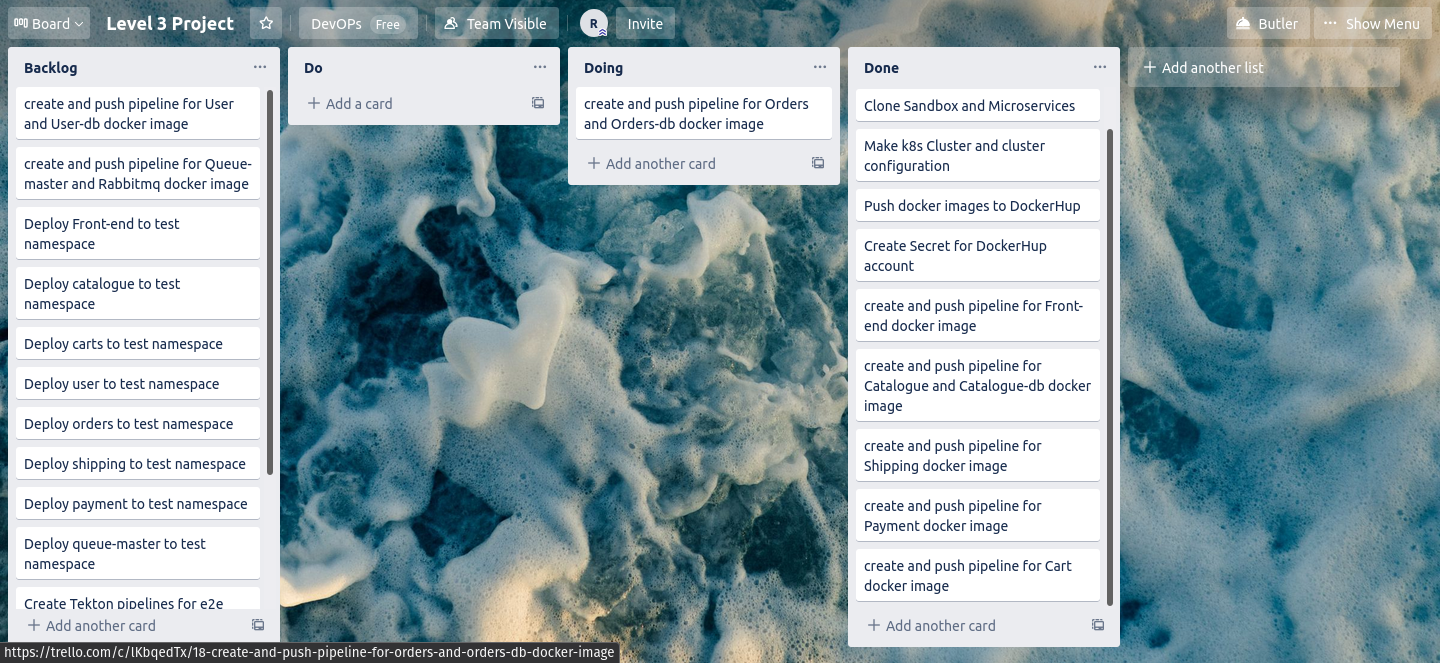 Board
Level 3 Project
DevOPs Free
Team Visible
R
Invite
Butler
··· Show Menu
Backlog
···
create and push pipeline for User
and User-db docker image
create and push pipeline for Queue-
master and Rabbitmq docker image
Deploy Front-end to test
namespace
Deploy catalogue to test
namespace
Deploy carts to test namespace
Deploy user to test namespace
Deploy orders to test namespace
Deploy shipping to test namespace
Deploy payment to test namespace
Deploy queue-master to test
namespace
Create Tekton pipelines for e2e
+ Add another card
Do
···
+ Add a card
Doing
···
create and push pipeline for Orders
and Orders-db docker image
+ Add another card
Done
···
Clone Sandbox and Microservices
Make k8s Cluster and cluster
configuration
Push docker images to DockerHup
Create Secret for DockerHup
account
create and push pipeline for Front-
end docker image
create and push pipeline for
Catalogue and Catalogue-db docker
image
create and push pipeline for
Shipping docker image
create and push pipeline for
Payment docker image
create and push pipeline for Cart
docker image
+ Add another card
+ Add another list
https://trello.com/c/lKbqedTx/18-create-and-push-pipeline-for-orders-and-orders-db-docker-image